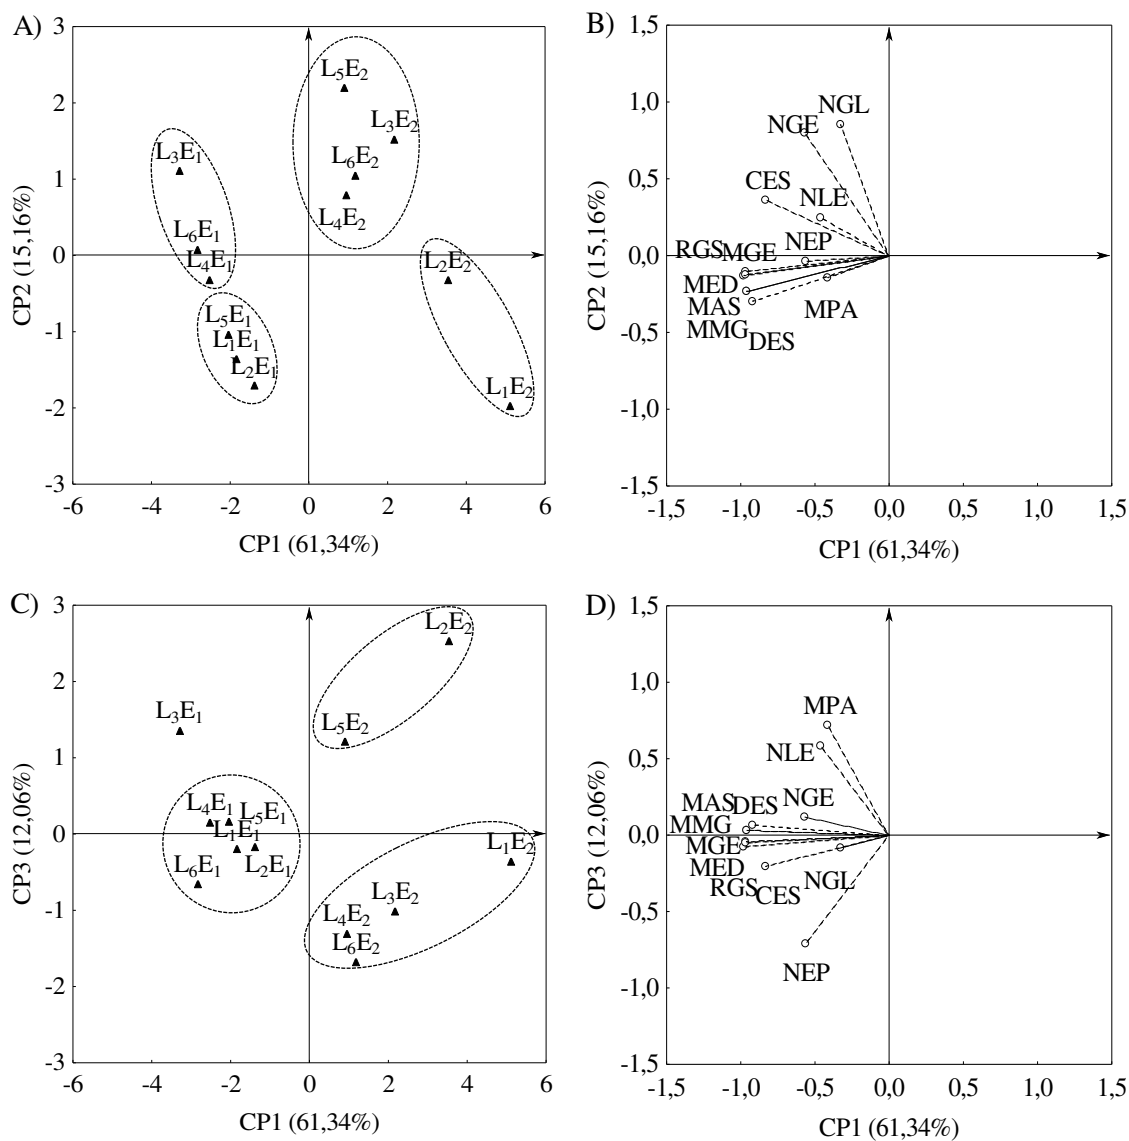 A)
3
2
1
0
-1
-2
-3
CP2 (15,16%)
L5E2
L3E2
L6E2
L4E2
L3E1
L6E1
L4E1
L2E2
L5E1
L1E1
L2E1
L1E2
-6 -4 -2 0 2 4 6
CP1 (61,34%)
B)
1,5
1,0
0,5
0,0
-0,5
-1,0
-1,5
CP2 (15,16%)
NGL
NGE
CES
NLE
NEP
RGS MGE
MED
MAS
MPA
MMG
DES
-1,5 -1,0 -0,5 0,0 0,5 1,0 1,5
CP1 (61,34%)
C)
3
2
1
0
-1
-2
-3
CP3 (12,06%)
L2E2
L3E1
L5E2
L4E1
L5E1
L1E1
L6E1
L2E1
L1E2
L3E2
L4E2
L6E2
-6 -4 -2 0 2 4 6
CP1 (61,34%)
D)
1,5
1,0
0,5
0,0
-0,5
-1,0
-1,5
CP3 (12,06%)
MPA
NLE
NGE
MAS DES
MMG
MGE
MED
RGS
CES
NGL
NEP
-1,5 -1,0 -0,5 0,0 0,5 1,0 1,5
CP1 (61,34%)